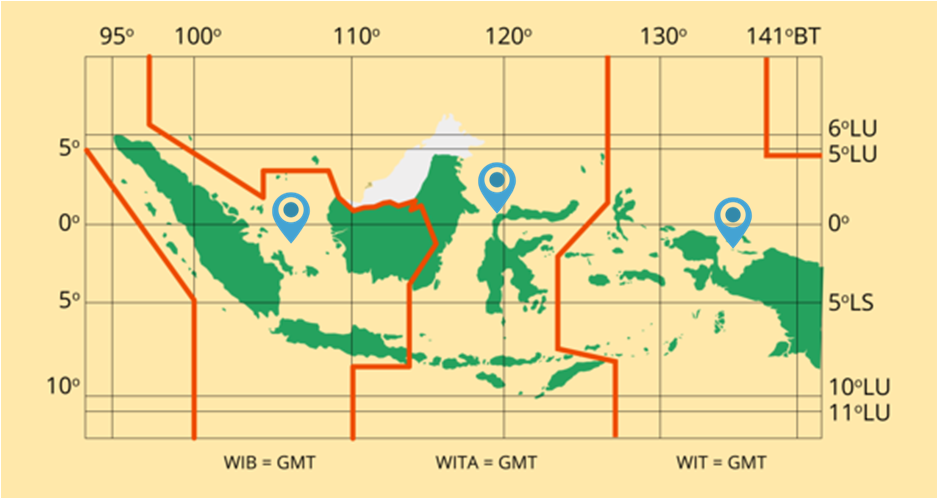 95º 100º 110º 120º 130º 141ºBT
6ºLU
5º 5ºLU
0º 0º
5º 5ºLS
10º 10ºLU
11ºLU
WIB = GMT WITA = GMT WIT = GMT